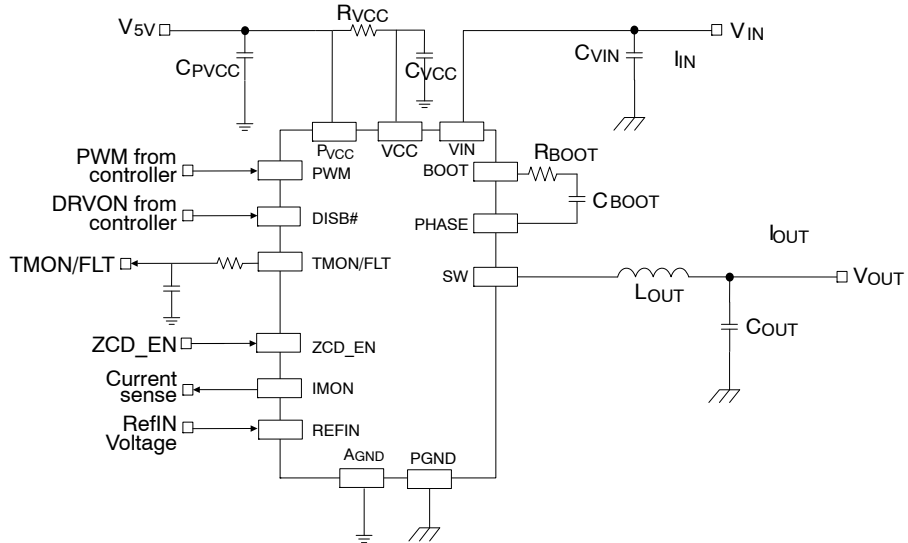 V5V
RVCC
CPVCC
CVCC
CVIN
IIN
VIN
PVCC
VCC
VIN
PWM from
controller
PWM
BOOT
RBOOT
CBOOT
DRVON from
controller
DISB#
PHASE
TMON/FLT
TMON/FLT
SW
IOUT
LOUT
VOUT
COUT
ZCD_EN
ZCD_EN
Current
sense
IMON
RefIN
Voltage
REFIN
AGND
PGND